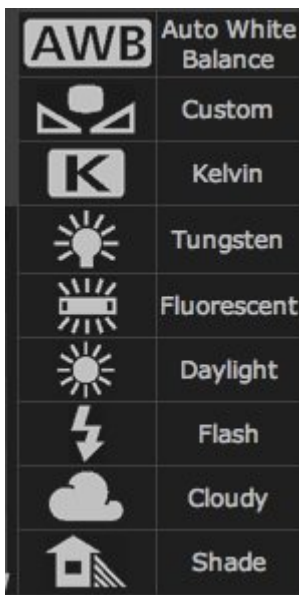 AWB Auto White
Balance
Custom
K Kelvin
Tungsten
Fluorescent
Daylight
Flash
Cloudy
Shade